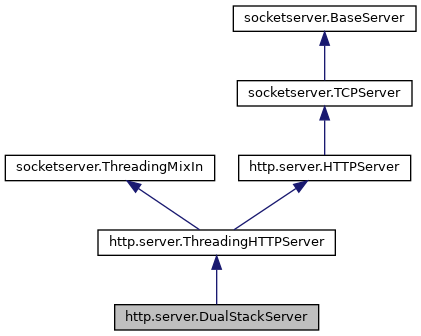 socketserver.BaseServer
socketserver.TCPServer
socketserver.ThreadingMixIn
http.server.HTTPServer
http.server.ThreadingHTTPServer
http.server.DualStackServer